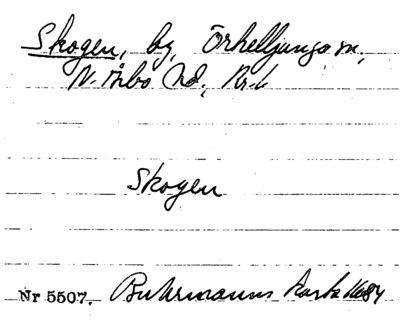 Skogen, by, Örkelljunga sn,
N. Åsbo hd., Kr. l.
Skogen
Nr 5507. Buhrmanns karta 1684